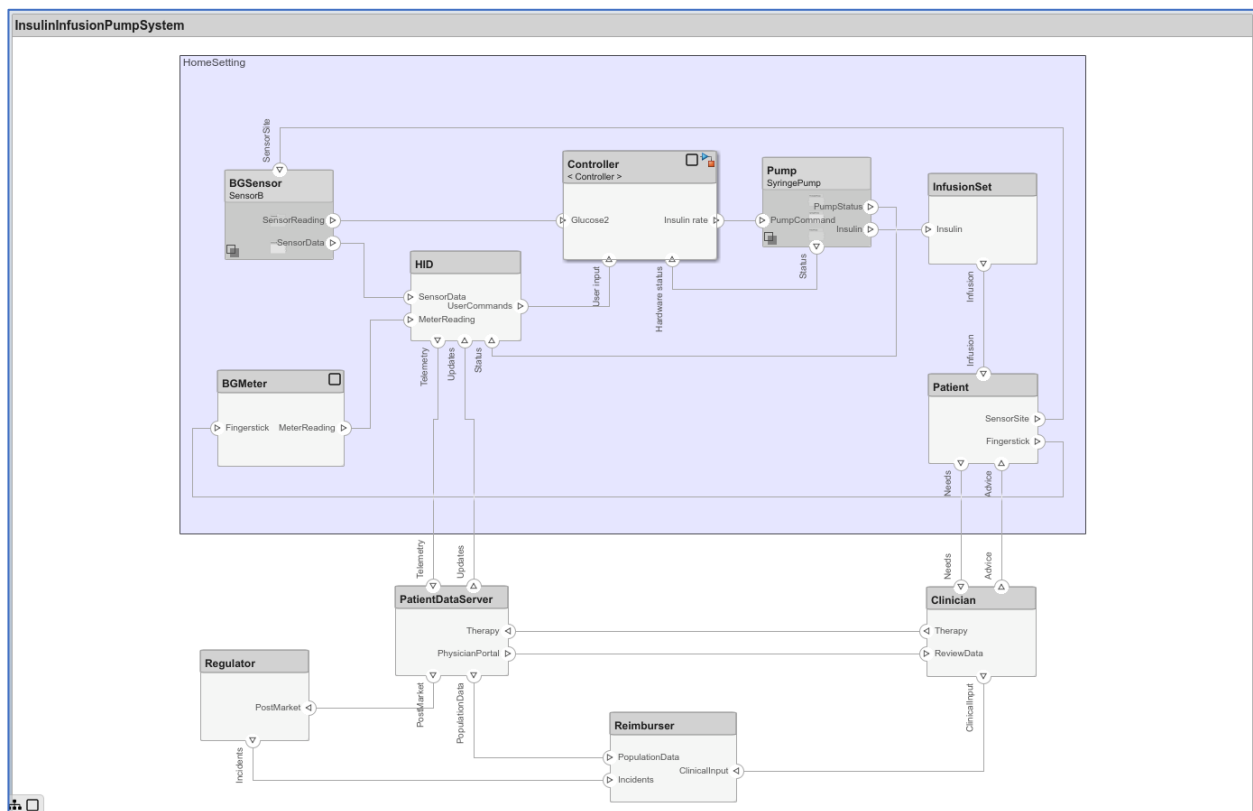 InsulinInfusionPumpSystem
HomeSetting
SensorSite
BGSensor
SensorB
SensorReading
SensorData
Controller
< Controller >
Glucose2
Insulin rate
User input
Hardware status
Pump
SyringePump
PumpStatus
PumpCommand
Insulin
Status
InfusionSet
Insulin
Infusion
HID
SensorData
UserCommands
MeterReading
Telemetry
Updates
Status
BGMeter
Fingerstick
MeterReading
Infusion
Patient
SensorSite
Fingerstick
Needs
Advice
Telemetry
Updates
Needs
Advice
PatientDataServer
Therapy
PhysicianPortal
PostMarket
PopulationData
Clinician
Therapy
ReviewData
ClinicalInput
Regulator
PostMarket
Incidents
Reimburser
PopulationData
ClinicalInput
Incidents